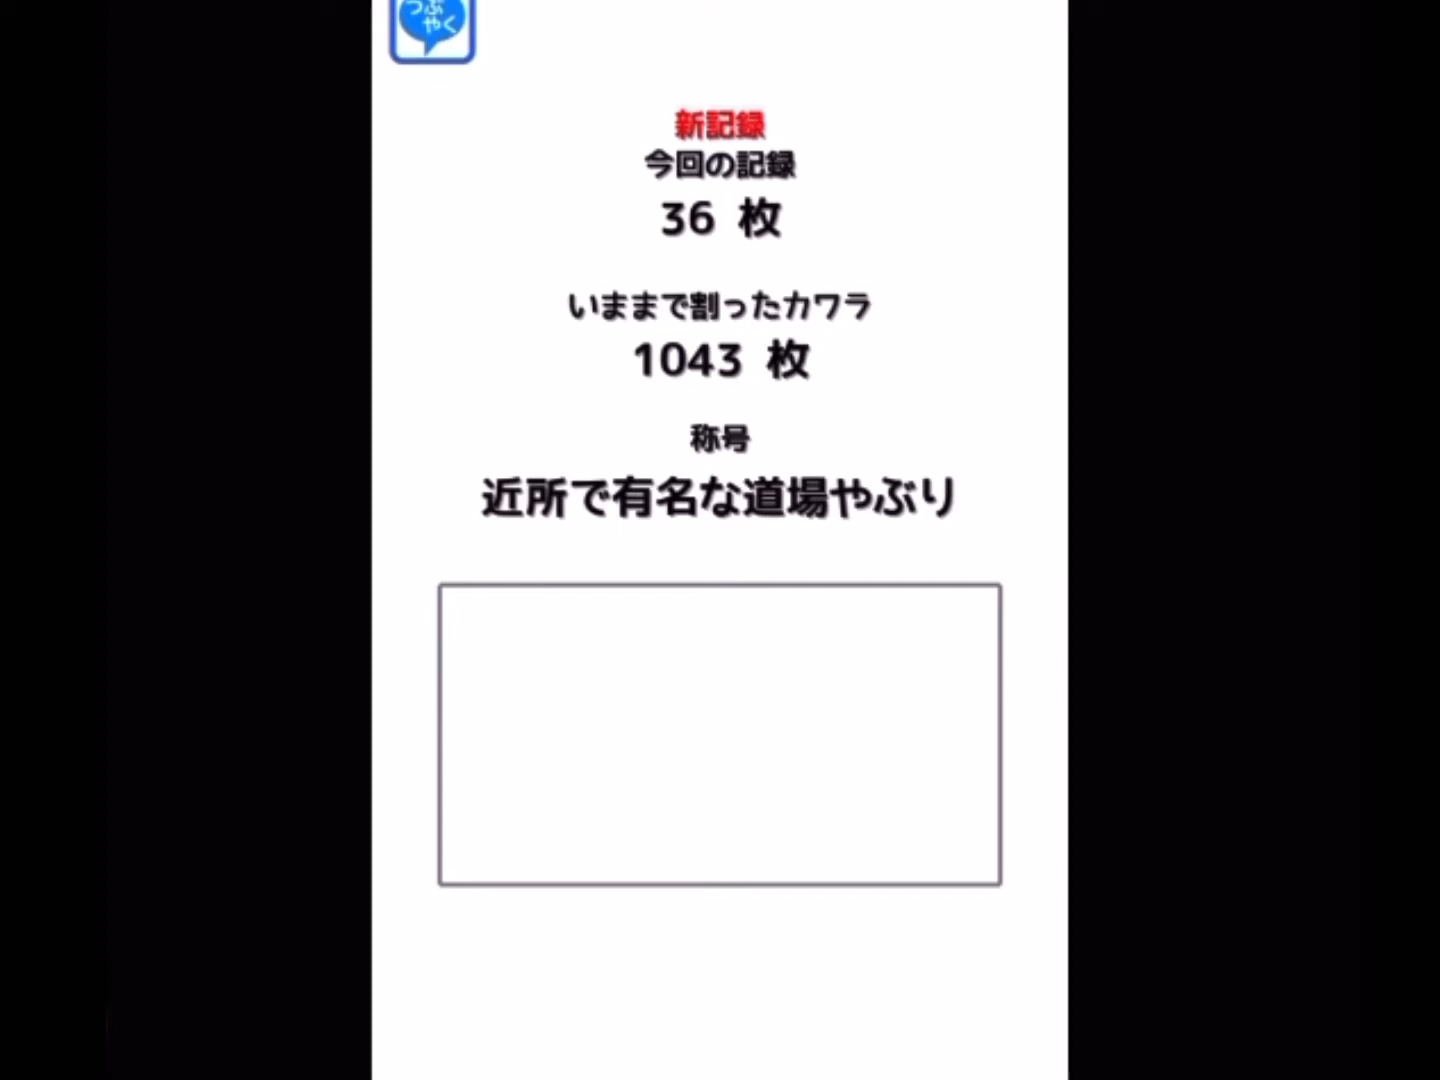 つぶ
やく
新記録
今回の記録
36 枚
いままで割ったカワラ
1043 枚
称号
近所で有名な道場やぶり